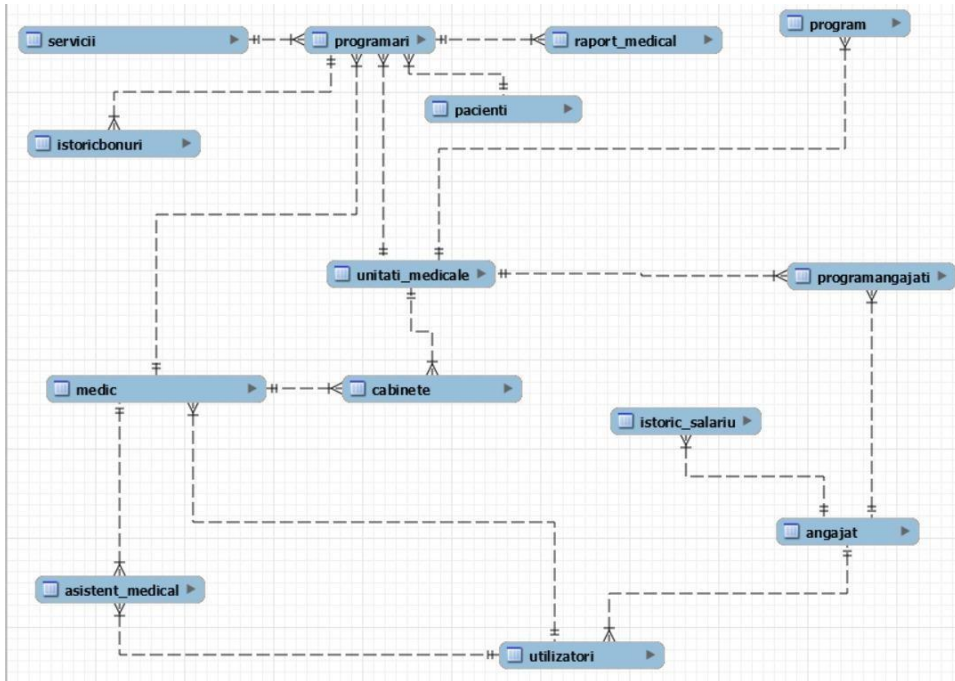 servicii
programari
raport_medical
program
pacienti
istoricbonuri
unitati_medicale
programangajati
medic
cabinete
istoric_salariu
angajat
asistent_medical
utilizatori